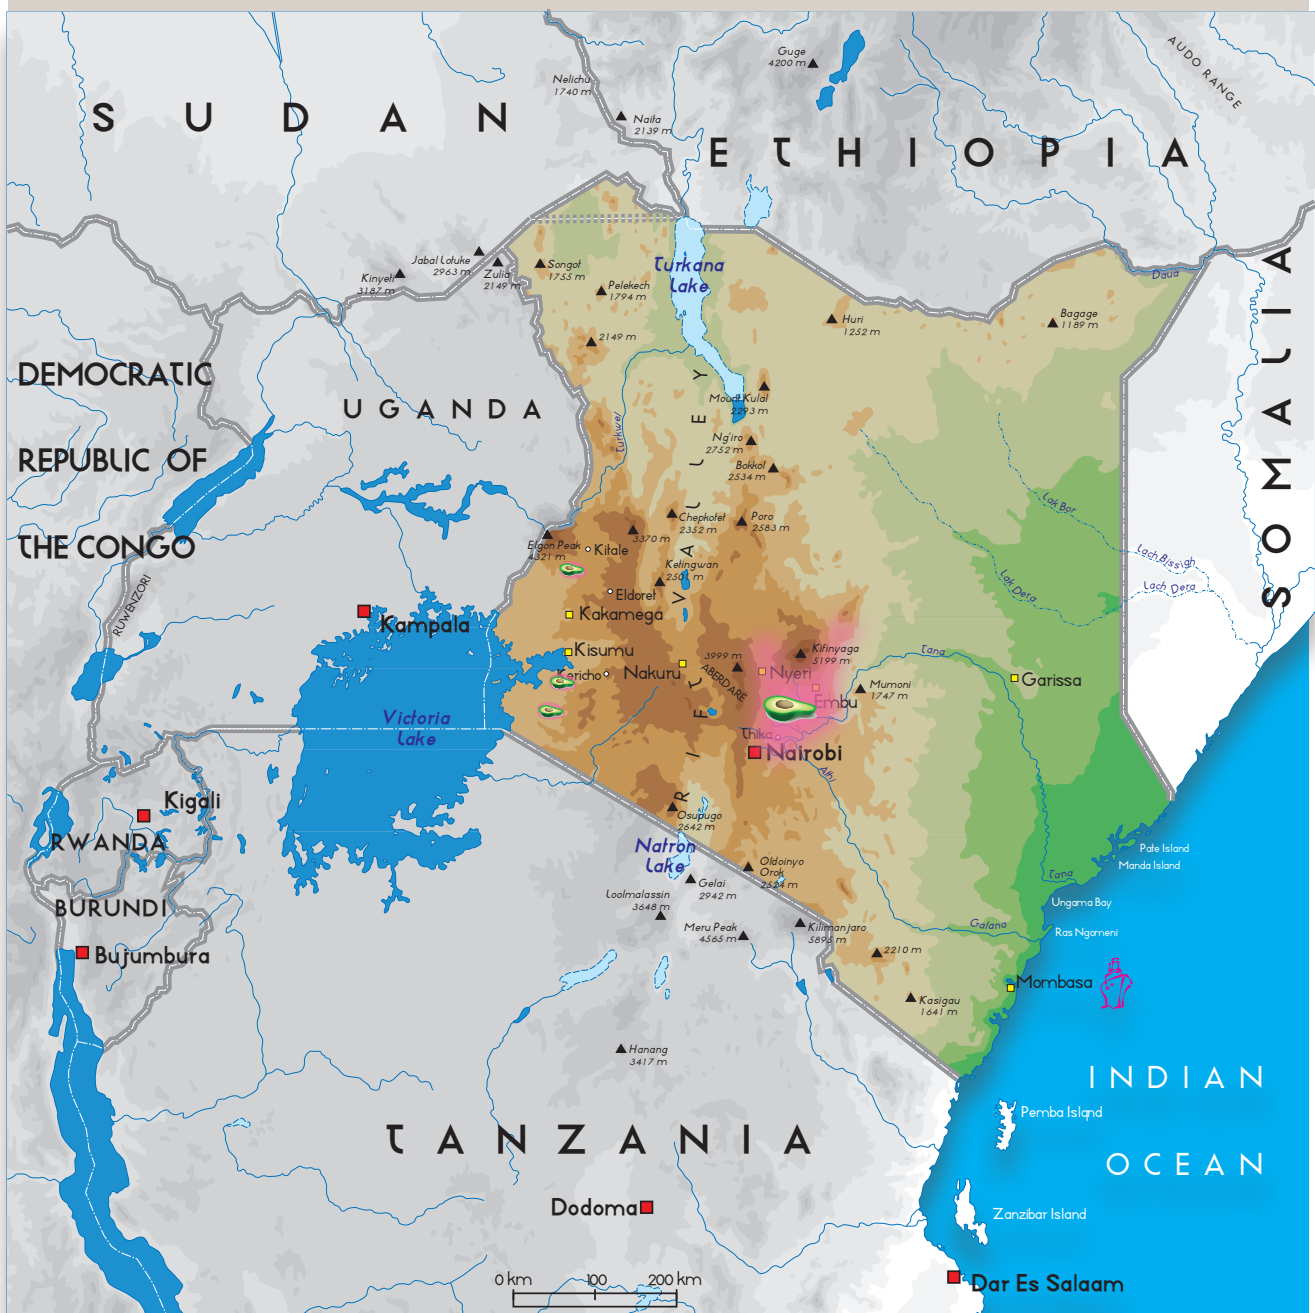 Guge
4200 m
AUDO RANGE
Nelichu
1740 m
SUDAN
Naita
2139 m
ETHIOPIA
Jabal Lotuke
2963 m
Kinyeti
3187 m
Zulia
2149 m
Songot
1755 m
Pelekech
1794 m
Turkana
Lake
Daua
SOMALIA
Huri
1252 m
Bagage
1189 m
2149 m
DEMOCRATIC
REPUBLIC OF
THE CONGO
UGANDA
Mount Kulal
2293 m
Turkwel
Ng'iro
2752 m
Bokkol
2534 m
RIFT VALLEY
Chepkotet
2352 m
Poro
2583 m
3370 m
Elgon Peak
4321 m
Kitale
Ketingwan
2501 m
Eldoret
Kakamega
Lak Bor
Lach Bissigh
Lach Dera
Lak Dera
RUWENZORI
Kampala
Kisumu
Kericho
Nakuru
3999 m
ABERDARE
Nyeri
Kifinyaga
5199 m
Tana
Garissa
Mumoni
1747 m
Embu
Victoria
Lake
Thika
Nairobi
Athi
Kigali
RWANDA
Osupugo
2642 m
Natron
Lake
Oldoinyo
Orok
2524 m
Gelai
2942 m
Loolmalassin
3648 m
Pate Island
Manda Island
Tana
Ungama Bay
Ras Ngomeni
Galana
BURUNDI
Bujumbura
Meru Peak
4565 m
Kilimanjaro
5895 m
2210 m
Mombasa
Kasigau
1641 m
Hanang
3417 m
INDIAN
OCEAN
Pemba Island
TANZANIA
Dodoma
Zanzibar Island
Dar Es Salaam
0 km 100 200 km